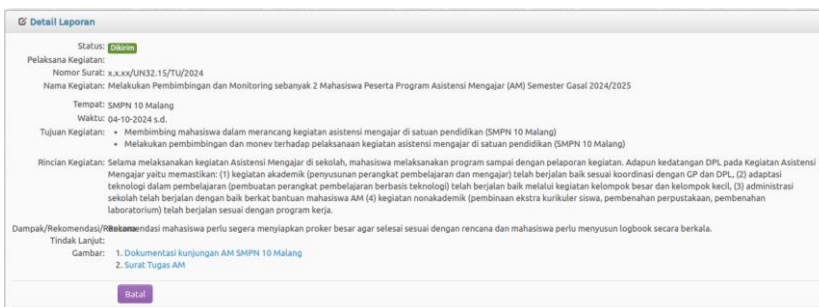 Detail Laporan
Status: Dikirim
Pelaksana Kegiatan:
Nomor Surat: x.x.xx/UN32.15/TU/2024
Nama Kegiatan: Melakukan Pembimbingan dan Monitoring sebanyak 2 Mahasiswa Peserta Program Asistensi Mengajar (AM) Semester Gasal 2024/2025
Tempat: SMPN 10 Malang
Waktu: 04-10-2024 s.d.
Tujuan Kegiatan: • Membimbing mahasiswa dalam merancang kegiatan asistensi mengajar di satuan pendidikan (SMPN 10 Malang)
• Melakukan pembimbingan dan monev terhadap pelaksanaan kegiatan asistensi mengajar di satuan pendidikan (SMPN 10 Malang)
Rincian Kegiatan: Selama melaksanakan kegiatan Asistensi Mengajar di sekolah, mahasiswa melaksanakan program sampai dengan pelaporan kegiatan. Adapun kedatangan DPL pada Kegiatan Asistensi
Mengajar yaitu memastikan: (1) kegiatan akademik (penyusunan perangkat pembelajaran dan mengajar) telah berjalan baik sesuai koordinasi dengan GP dan DPL, (2) adaptasi
teknologi dalam pembelajaran (pembuatan perangkat pembelajaran berbasis teknologi) telah berjalan baik melalui kegiatan kelompok besar dan kelompok kecil, (3) administrasi
sekolah telah berjalan dengan baik berkat bantuan mahasiswa AM (4) kegiatan nonakademik (pembinaan ekstra kurikuler siswa, pembenahan perpustakaan, pembenahan
laboratorium) telah berjalan sesuai dengan program kerja.
Dampak/Rekomendasi/Rencana Rekomendasi mahasiswa perlu segera menyiapkan proker besar agar selesai sesuai dengan rencana dan mahasiswa perlu menyusun logbook secara berkala.
Tindak Lanjut:
Gambar: 1. Dokumentasi kunjungan AM SMPN 10 Malang
2. Surat Tugas AM
Batal